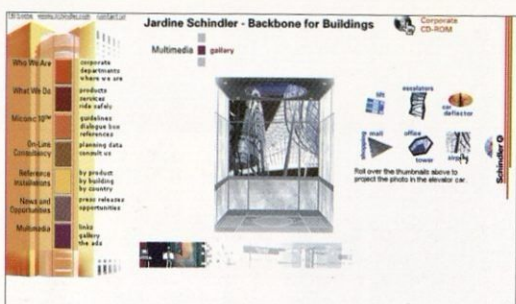 Jardine Schindler - Backbone for Buildings
Corporate
CD-ROM
Multimedia gallery
Who We Are
corporate
departments
where we are
What We Do
products
services
ride safely
Miconic 10™
guidelines
dialogue box
references
On-Line
Consultancy
planning data
consult us
Reference
Installations
by product
by building
by country
News and
Opportunities
press releases
opportunities
Multimedia
links
gallery
the ads
lift
escalators
car
deflector
shopping mall
office
tower
Roll over the thumbnails above to
project the photo in the elevator car.
Schindler